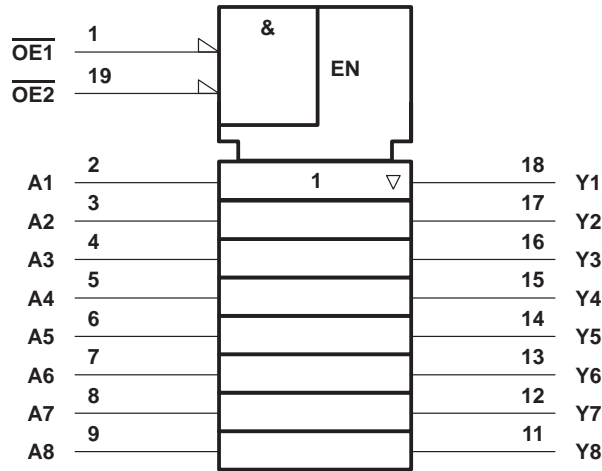 &
OE1 1
EN
OE2 19
A1 2 1 ▽ 18 Y1
A2 3 17 Y2
A3 4 16 Y3
A4 5 15 Y4
A5 6 14 Y5
A6 7 13 Y6
A7 8 12 Y7
A8 9 11 Y8